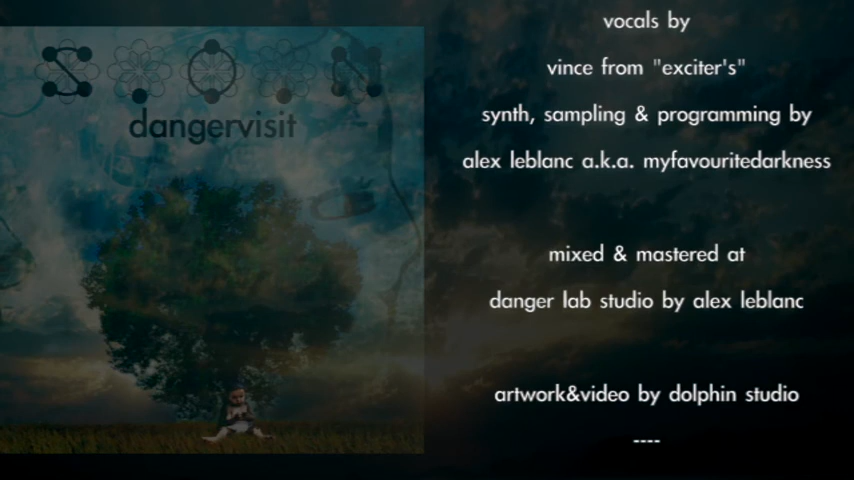 dangervisit
vocals by
vince from "exciter's"
synth, sampling & programming by
alex leblanc a.k.a. myfavouritedarkness
mixed & mastered at
danger lab studio by alex leblanc
artwork&video by dolphin studio
----